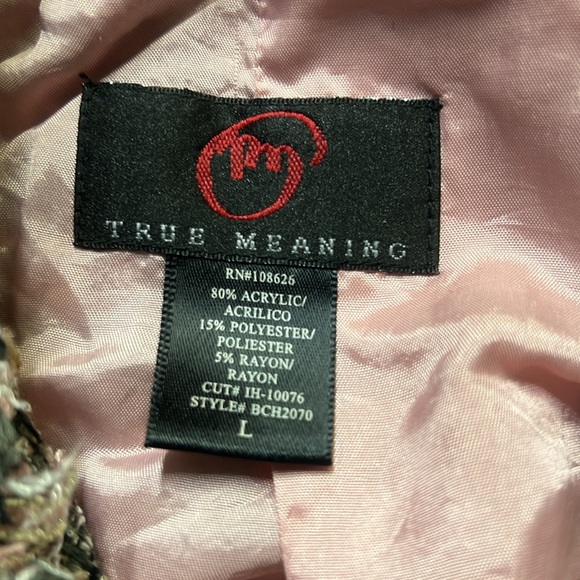 TRUE MEANING
RN#108626
80% ACRYLIC/
ACRILICO
15% POLYESTER/
POLIESTER
5% RAYON/
RAYON
CUT# IH-10076
STYLE# BCH2070
L